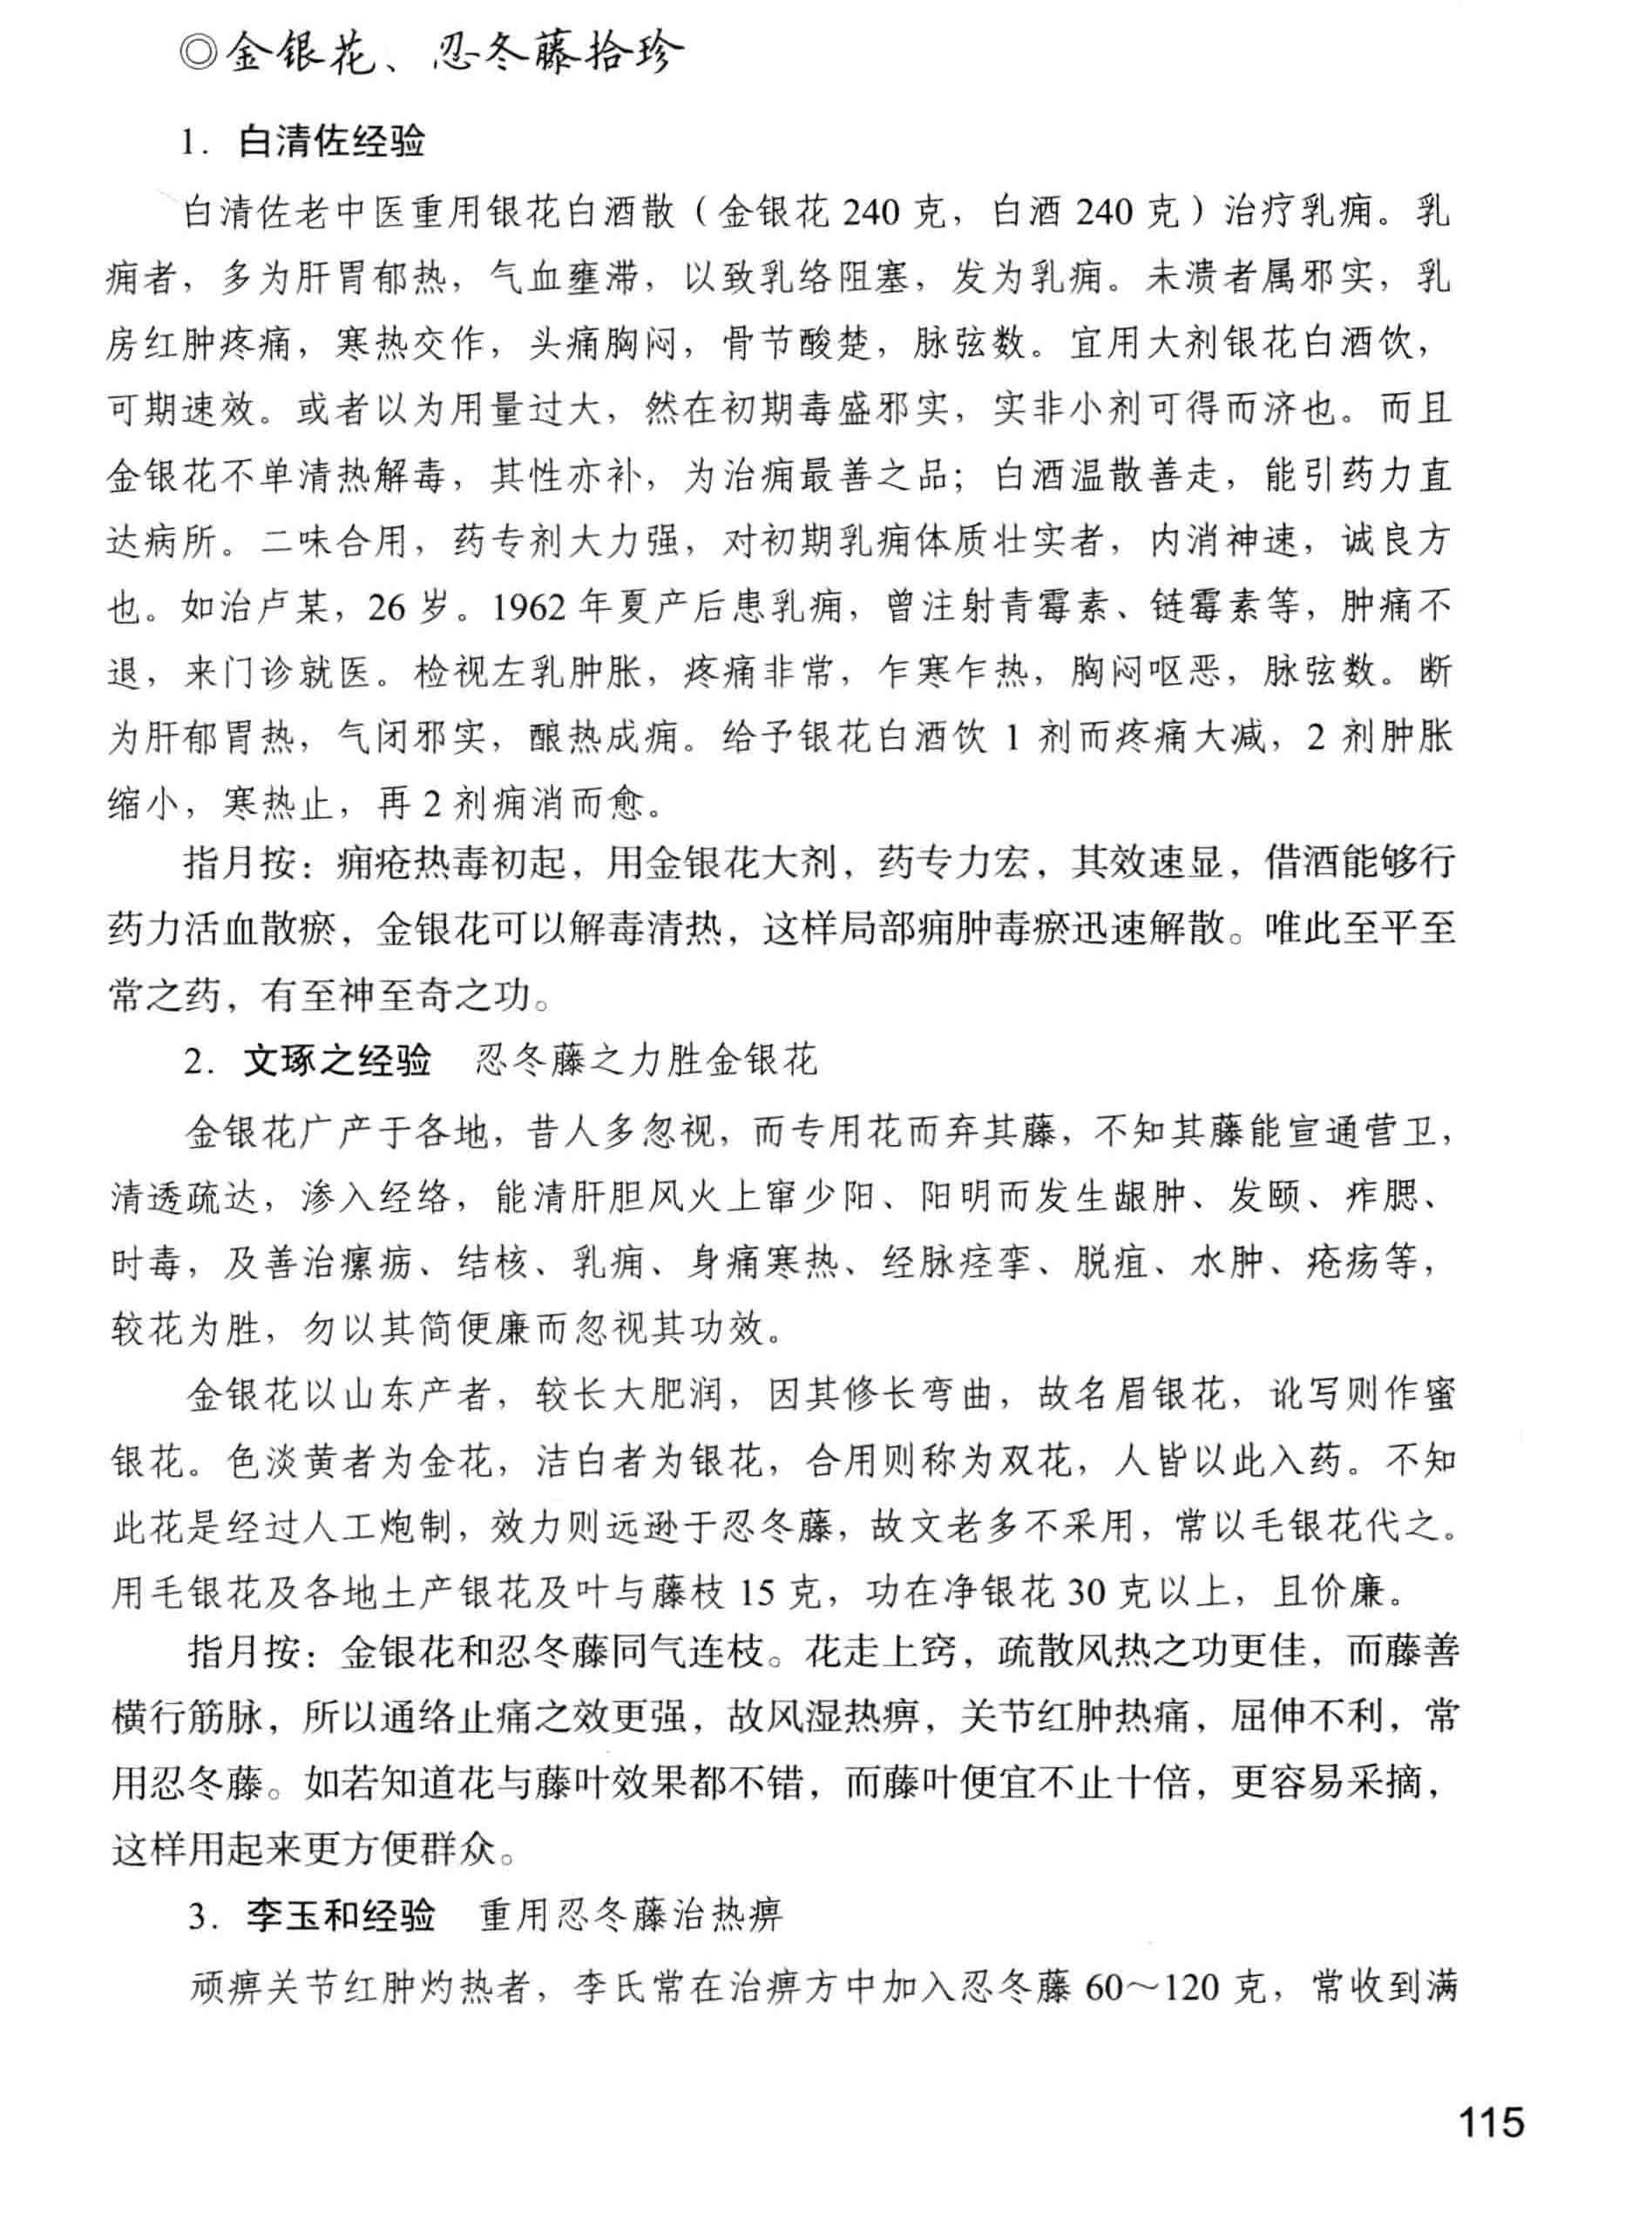 ◎金银花、忍冬藤拾珍
1. 白清佐经验
白清佐老中医重用银花白酒散（金银花 240 克，白酒 240 克）治疗乳痈。乳
痈者，多为肝胃郁热，气血壅滞，以致乳络阻塞，发为乳痈。未溃者属邪实，乳
房红肿疼痛，寒热交作，头痛胸闷，骨节酸楚，脉弦数。宜用大剂银花白酒饮，
可期速效。或者以为用量过大，然在初期毒盛邪实，实非小剂可得而济也。而且
金银花不单清热解毒，其性亦补，为治痈最善之品；白酒温散善走，能引药力直
达病所。二味合用，药专剂大力强，对初期乳痈体质壮实者，内消神速，诚良方
也。如治卢某，26 岁。1962 年夏产后患乳痈，曾注射青霉素、链霉素等，肿痛不
退，来门诊就医。检视左乳肿胀，疼痛非常，乍寒乍热，胸闷呕恶，脉弦数。断
为肝郁胃热，气闭邪实，酿热成痈。给予银花白酒饮 1 剂而疼痛大减，2 剂肿胀
缩小，寒热止，再 2 剂痈消而愈。
指月按：痈疮热毒初起，用金银花大剂，药专力宏，其效速显，借酒能够行
药力活血散瘀，金银花可以解毒清热，这样局部痈肿毒瘀迅速解散。唯此至平至
常之药，有至神至奇之功。
2. 文琢之经验 忍冬藤之力胜金银花
金银花广产于各地，昔人多忽视，而专用花而弃其藤，不知其藤能宣通营卫，
清透疏达，渗入经络，能清肝胆风火上窜少阳、阳明而发生龈肿、发颐、痄腮、
时毒，及善治瘰疬、结核、乳痈、身痛寒热、经脉痉挛、脱疽、水肿、疮疡等，
较花为胜，勿以其简便廉而忽视其功效。
金银花以山东产者，较长大肥润，因其修长弯曲，故名眉银花，讹写则作蜜
银花。色淡黄者为金花，洁白者为银花，合用则称为双花，人皆以此入药。不知
此花是经过人工炮制，效力则远逊于忍冬藤，故文老多不采用，常以毛银花代之。
用毛银花及各地土产银花及叶与藤枝 15 克，功在净银花 30 克以上，且价廉。
指月按：金银花和忍冬藤同气连枝。花走上窍，疏散风热之功更佳，而藤善
横行筋脉，所以通络止痛之效更强，故风湿热痹，关节红肿热痛，屈伸不利，常
用忍冬藤。如若知道花与藤叶效果都不错，而藤叶便宜不止十倍，更容易采摘，
这样用起来更方便群众。
3. 李玉和经验 重用忍冬藤治热痹
顽痹关节红肿灼热者，李氏常在治痹方中加入忍冬藤 60～120 克，常收到满
115